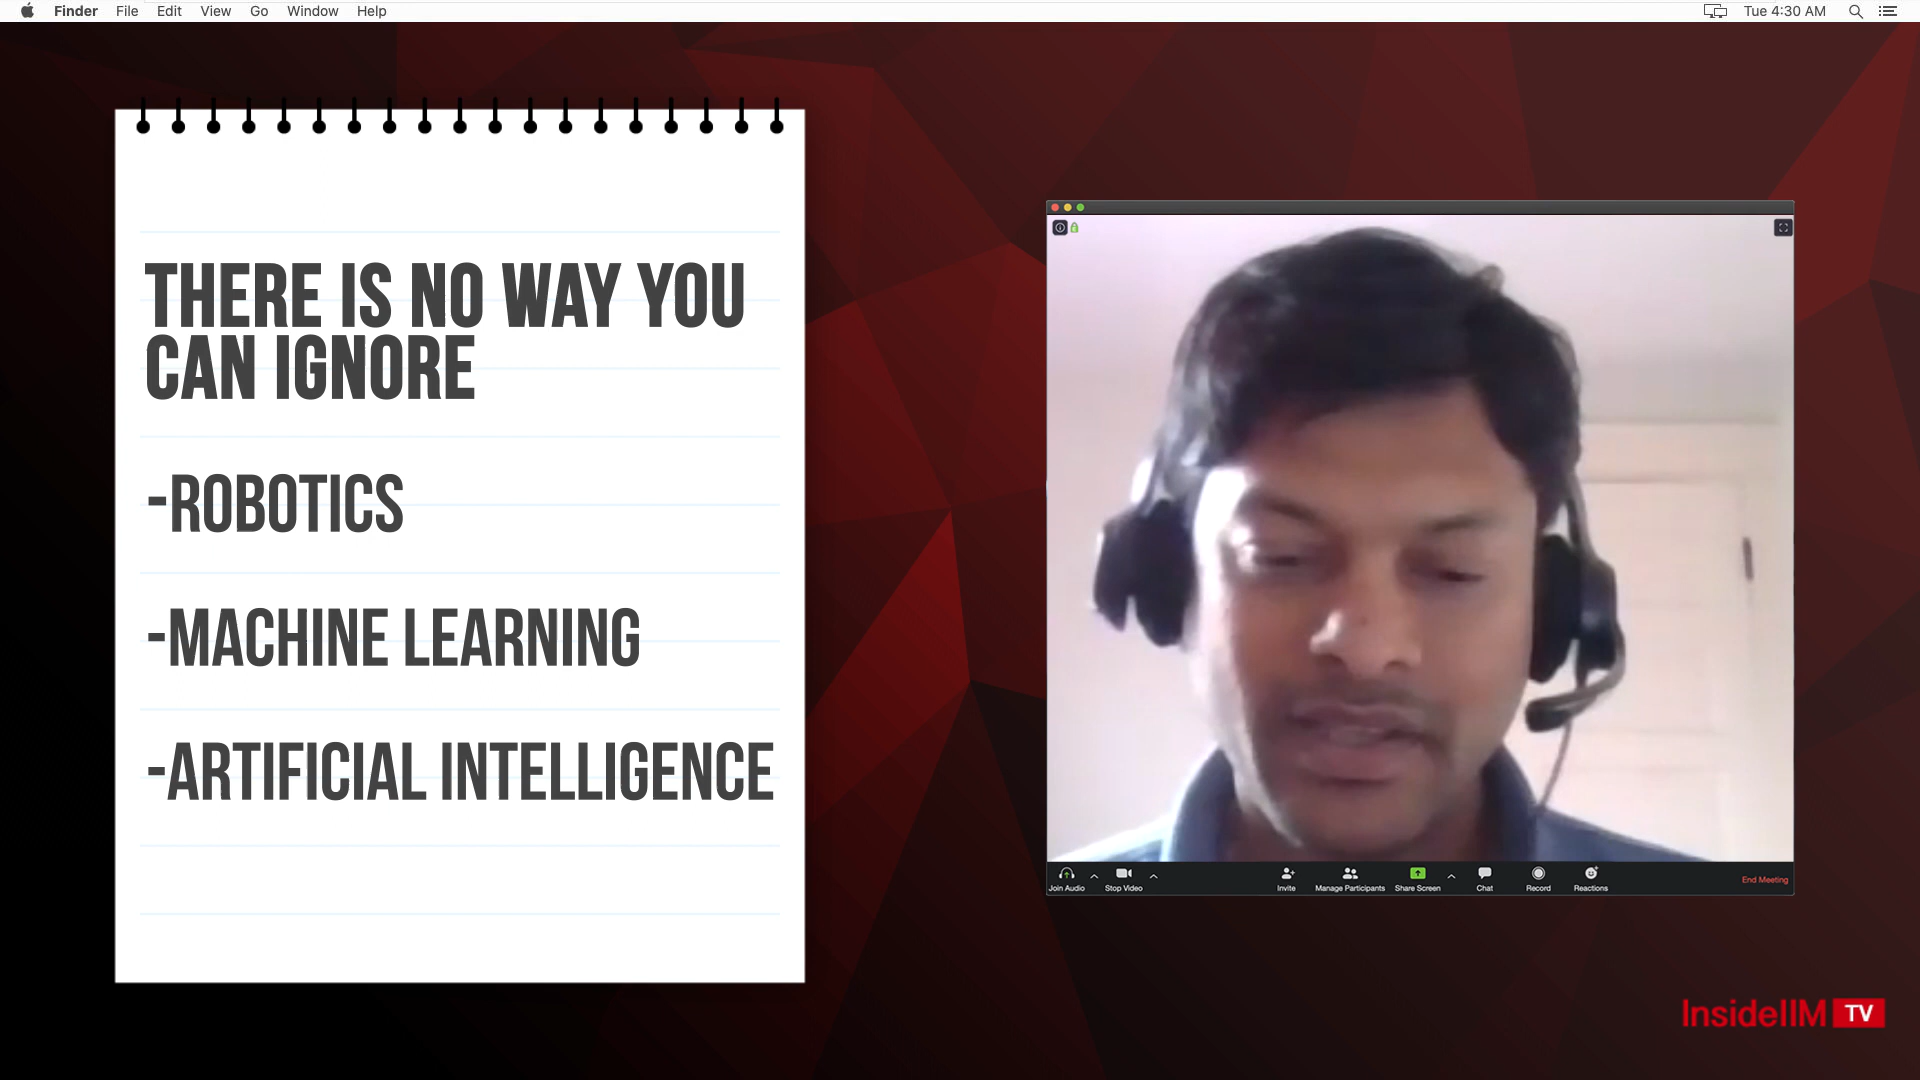 Finder File Edit View Go Window Help
Tue 4:30 AM
THERE IS NO WAY YOU
CAN IGNORE
-ROBOTICS
-MACHINE LEARNING
-ARTIFICIAL INTELLIGENCE
Join Audio Stop Video Invite Manage Participants Share Screen Chat Record Reactions End Meeting
InsideIIM TV